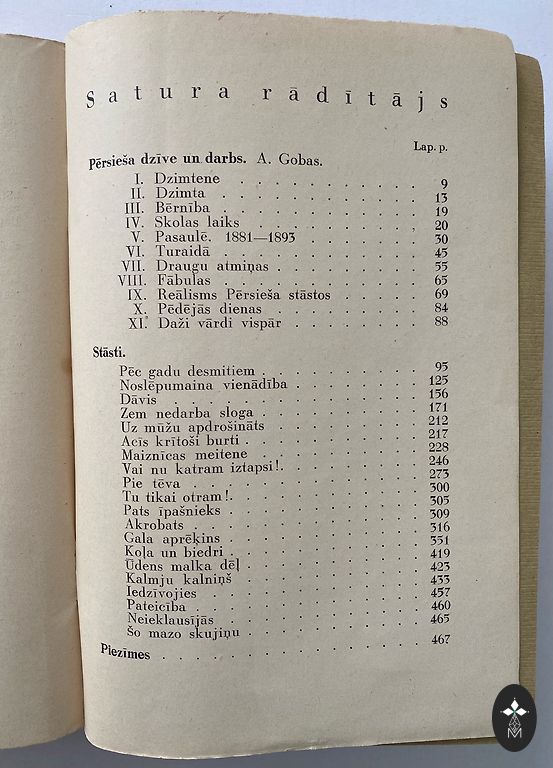 Satura rādītājs
Lap. p.
Pērsieša dzīve un darbs. A. Gobas.
I. Dzimtene . . . . . . . . . . 9
II. Dzimta . . . . . . . . . . 13
III. Bērnība . . . . . . . . . . 19
IV. Skolas laiks . . . . . . . . 20
V. Pasaulē. 1881—1893 . . . . . . . 30
VI. Turaidā . . . . . . . . . . 45
VII. Draugu atmiņas . . . . . . . . 55
VIII. Fābulas . . . . . . . . . . 65
IX. Reālisms Pērsieša stāstos . . . . . 69
X. Pēdējās dienas . . . . . . . . 84
XI. Daži vārdi vispār . . . . . . . 88
Stāsti.
Pēc gadu desmitiem . . . . . . . . 95
Noslēpumaina vienādība . . . . . . . 125
Dāvis . . . . . . . . . . . . 156
Zem nedarba sloga . . . . . . . . 171
Uz mūžu apdrošināts . . . . . . . . 212
Acīs krītoši burti . . . . . . . . . 217
Maiznīcas meitene . . . . . . . . 228
Vai nu katram iztapsi! . . . . . . . 246
Pie tēva . . . . . . . . . . . 273
Tu tikai otram! . . . . . . . . . 300
Pats īpašnieks . . . . . . . . . . 305
Akrobats . . . . . . . . . . . 309
Gala aprēķins . . . . . . . . . . 316
Koļa un biedri . . . . . . . . . . 351
Ūdens malka dēļ . . . . . . . . . 419
Kalmju kalniņš . . . . . . . . . 423
Iedzīvojies . . . . . . . . . . . 433
Pateicība . . . . . . . . . . . 457
Neieklausījās . . . . . . . . . . 460
Šo mazo skujiņu . . . . . . . . . 465
Piezīmes . . . . . . . . . . . . 467